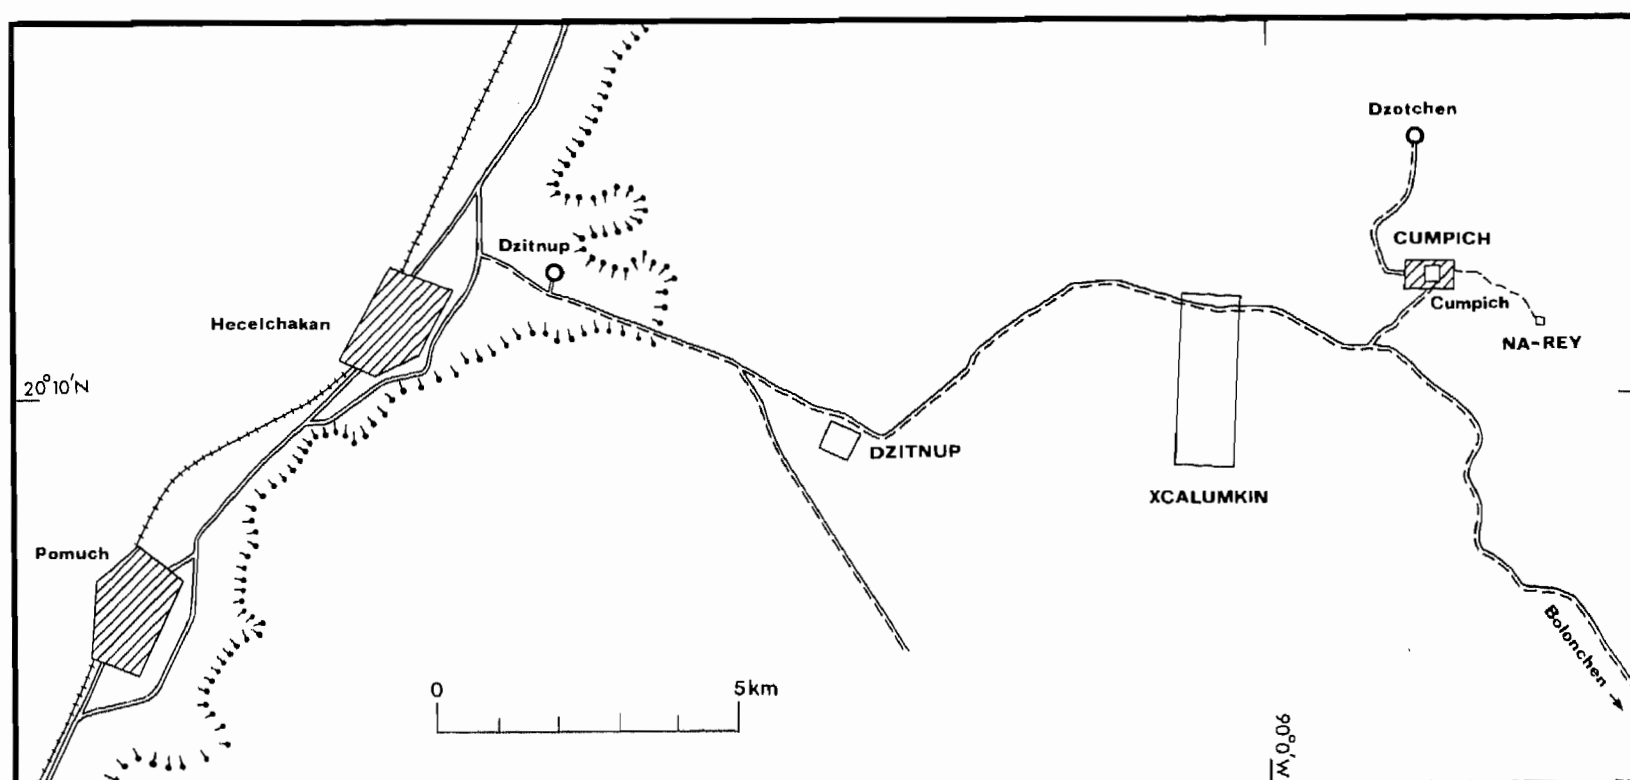 Dzotchen
CUMPICH
Dzitnup
Cumpich
Hecelchakan
NA-REY
20°10'N
DZITNUP
XCALUMKIN
Pomuch
Bolonchen
0 5km
90°0'W